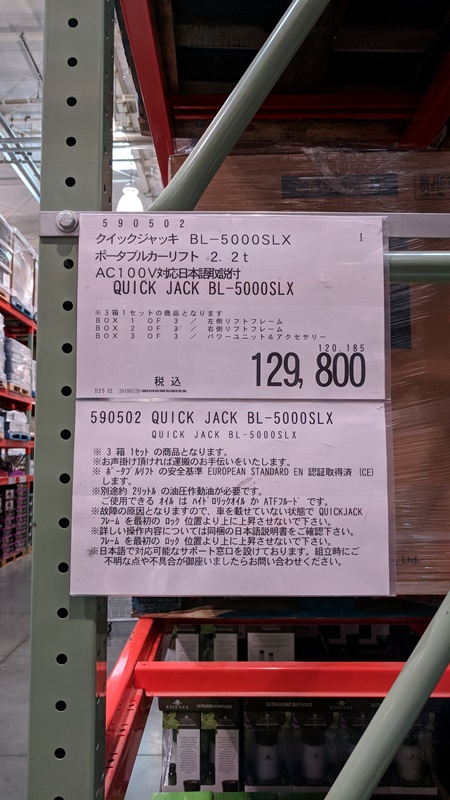 590502
クイックジャッキ BL-5000SLX
ポータブルカーリフト 2.2t
AC100V対応日本語取説付
QUICK JACK BL-5000SLX
※3箱1セットの商品となります
BOX 1 OF 3 / 左側リフトフレーム
BOX 2 OF 3 / 右側リフトフレーム
BOX 3 OF 3 / パワーユニット&アクセサリー
120,185
税込 129,800
590502 QUICK JACK BL-5000SLX
QUICK JACK BL-5000SLX
※ 3 箱 1セット の商品となります。
※お声掛け頂ければ運搬のお手伝いをいたします。
※ ポータブルリフト の安全基準 EUROPEAN STANDARD EN 認証取得済 (CE)
します。
※別途約 2リットル の油圧作動油が必要です。
ご使用できる オイル は ハイドロリックオイル か ATFフルード です。
※故障の原因となりますので、車を載せていない状態で QUICKJACK
フレーム を最初の ロック 位置より上に上昇させないで下さい。
※詳しい操作内容については同梱の日本語説明書をご確認下さい。
フレーム を最初の ロック 位置より上に上昇させないで下さい。
※日本語で対応可能なサポート窓口を設けております。組立時にご
不明な点や不具合が御座いましたらお問い合わせください。
Ltd.
ESSENZA
ULTRASONIC DIFFUSER
ULTRASONIC DIFFUSER